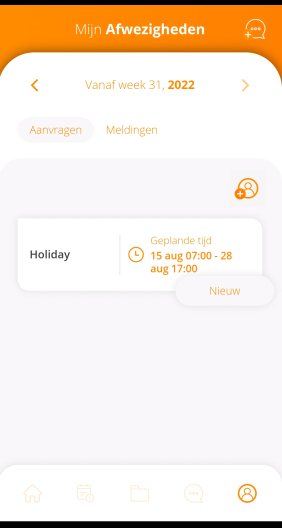 Mijn Afwezigheden
Vanaf week 31, 2022
Aanvragen Meldingen
Holiday
Geplande tijd
15 aug 07:00 - 28
aug 17:00
Nieuw